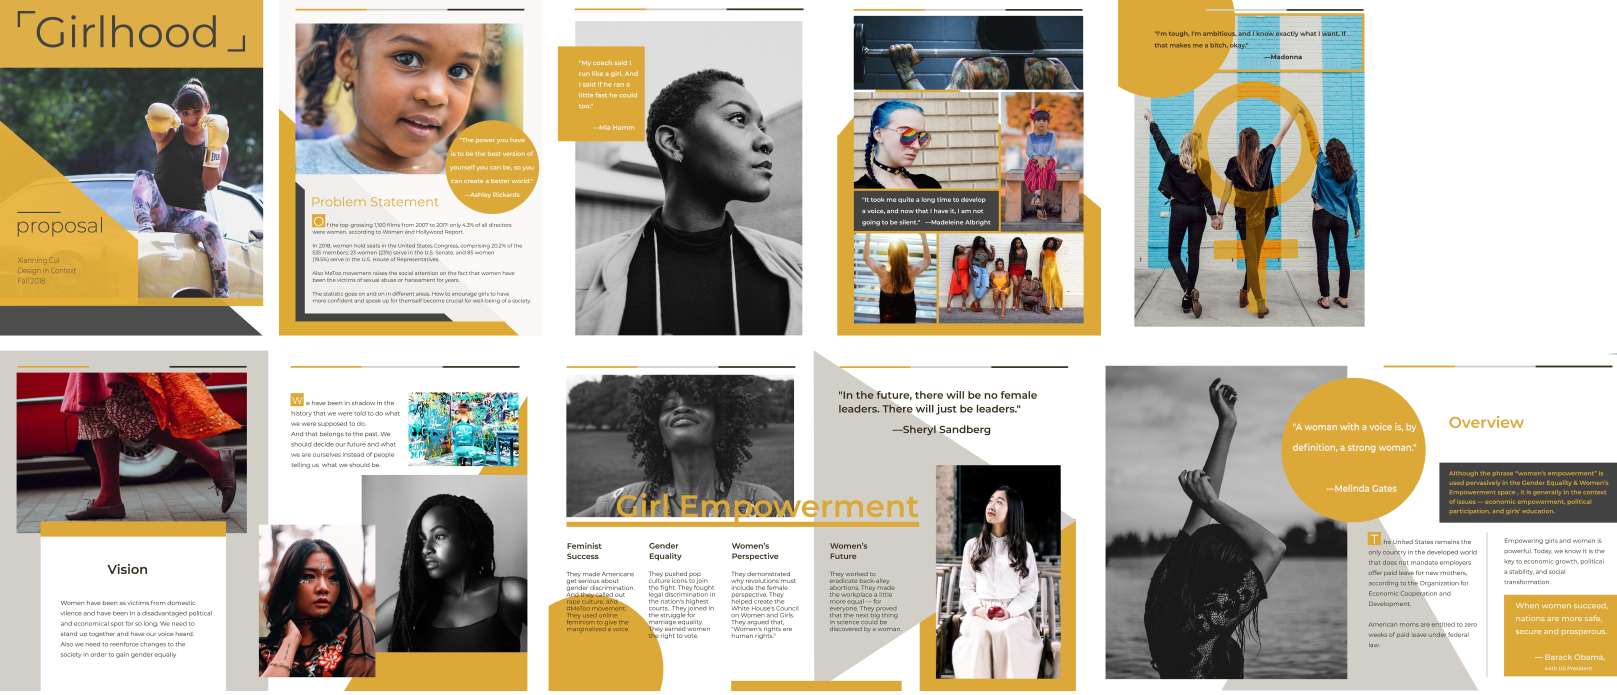 Girlhood
proposal
Xianning Cui
Design in Context
Fall 2018
"The power you have
is to be the best version of
yourself you can be, so you
can create a better world."
—Ashley Rickards
Problem Statement
Of the top-grossing 1,100 films from 2007 to 2017: only 4.3% of all directors
were women, according to Women and Hollywood Report.
In 2018, women hold seats in the United States Congress, comprising 20.2% of the
535 members; 23 women (23%) serve in the U.S. Senate, and 85 women
(19.5%) serve in the U.S. House of Representatives.
Also MeToo movement raises the social attention on the fact that women have
been the victims of sexual abuse or harasment for years.
The statistic goes on and on in different areas. How to encourage girls to have
more confident and speak up for themself become crucial for well-being of a society.
"My coach said I
run like a girl. And
I said if he ran a
little fast he could
too."
—Mia Hamm
"It took me quite a long time to develop
a voice, and now that I have it, I am not
going to be silent." —Madeleine Albright
"I'm tough, I'm ambitious, and I know exactly what I want. If
that makes me a bitch, okay."
—Madonna
Vision
Women have been as victims from domestic
vilence and have been in a disadvantaged political
and economical spot for so long. We need to
stand up together and have our voice heard.
Also we need to reenforce changes to the
society in order to gain gender equally
We have been in shadow in the
history that we were told to do what
we were supposed to do.
And that belongs to the past. We
should decide our future and what
we are ourselves instead of people
telling us what we should be.
Girl Empowerment
Feminist
Success
They made Americans
get serious about
gender discrimination.
And they called out
rape culture, and
#MeToo movement.
They used online
feminism to give the
marginalized a voice.
Gender
Equality
They pushed pop
culture icons to join
the fight. They fought
legal discrimination in
the nation's highest
courts. They joined in
the struggle for
marriage equality.
They earned women
the right to vote.
Women's
Perspective
They demonstrated
why revolutions must
include the female
perspective. They
helped create the
White House's Council
on Women and Girls.
They argued that,
"Women's rights are
human rights."
Women's
Future
They worked to
eradicate back-alley
abortions. They made
the workplace a little
more equal — for
everyone. They proved
that the next big thing
in science could be
discovered by a woman.
"In the future, there will be no female
leaders. There will just be leaders."
—Sheryl Sandberg
"A woman with a voice is, by
definition, a strong woman."
—Melinda Gates
Overview
Although the phrase "women's empowerment" is
used pervasively in the Gender Equality & Women's
Empowerment space , it is generally in the context
of issues — economic empowerment, political
participation, and girls' education.
The United States remains the
only country in the developed world
that does not mandate employers
offer paid leave for new mothers,
according to the Organization for
Economic Cooperation and
Development.
American moms are entitled to zero
weeks of paid leave under federal
law.
Empowering girls and women is
powerful. Today, we know it is the
key to economic growth, political
a stability, and social
transformation.
When women succeed,
nations are more safe,
secure and prosperous.
— Barack Obama,
44th US President